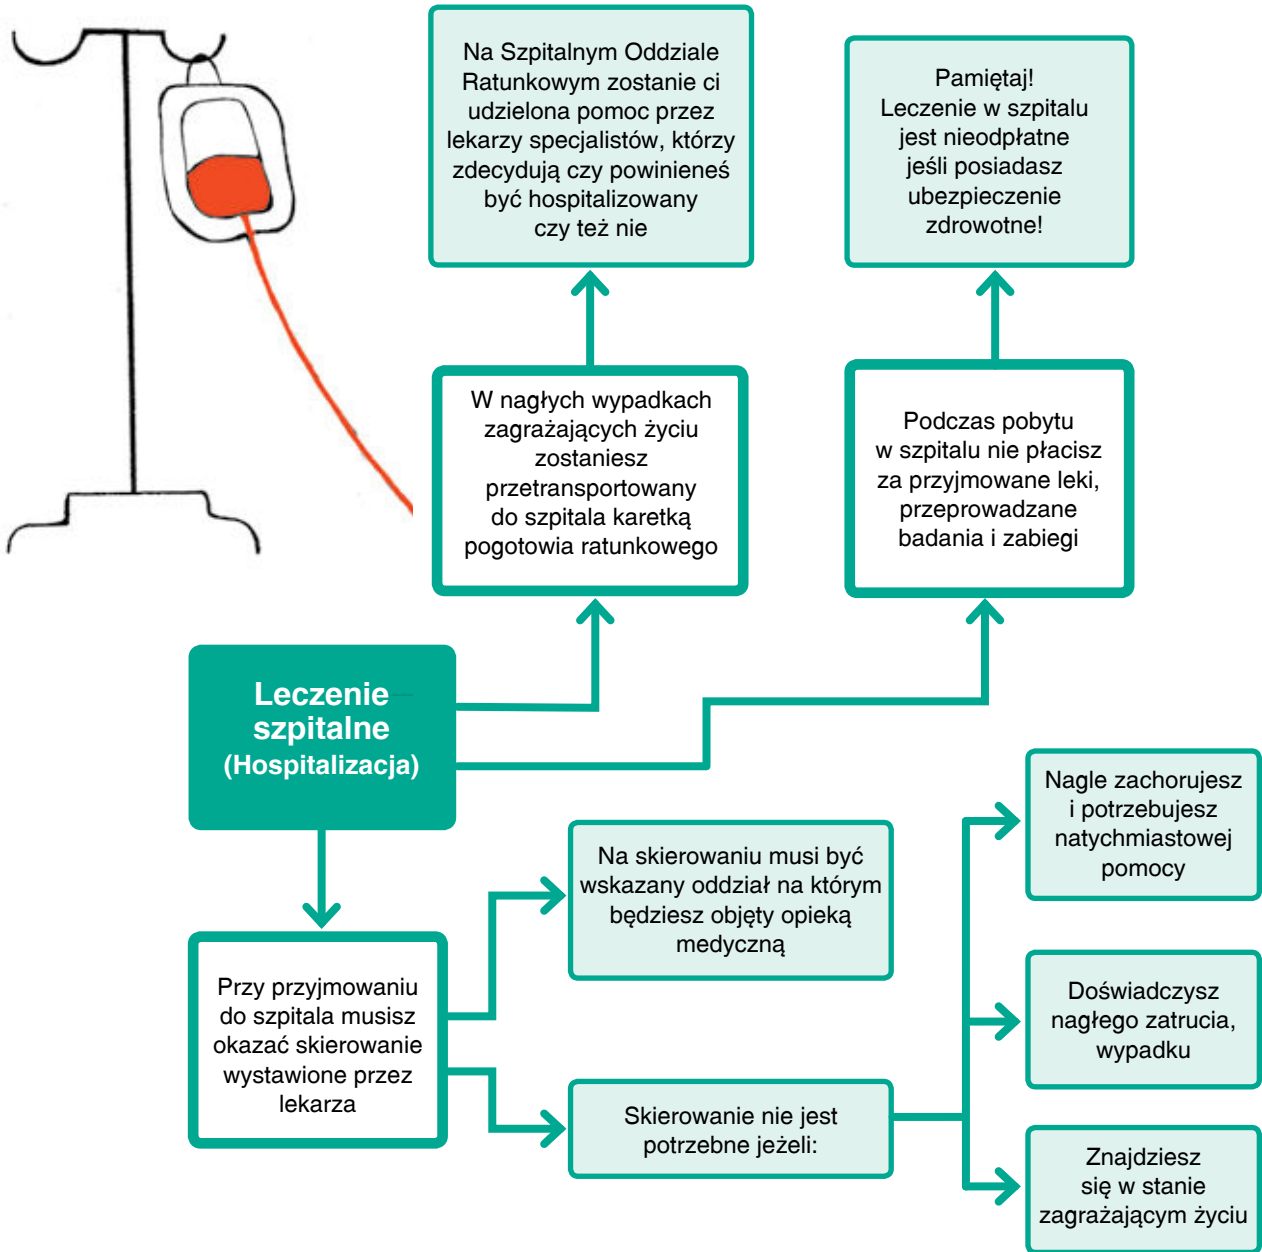 Na Szpitalnym Oddziale
Ratunkowym zostanie ci
udzielona pomoc przez
lekarzy specjalistów, którzy
zdecydują czy powinieneś
być hospitalizowany
czy też nie
Pamiętaj!
Leczenie w szpitalu
jest nieodpłatne
jeśli posiadasz
ubezpieczenie
zdrowotne!
W nagłych wypadkach
zagrażających życiu
zostaniesz
przetransportowany
do szpitala karetką
pogotowia ratunkowego
Podczas pobytu
w szpitalu nie płacisz
za przyjmowane leki,
przeprowadzane
badania i zabiegi
Leczenie
szpitalne
(Hospitalizacja)
Nagle zachorujesz
i potrzebujesz
natychmiastowej
pomocy
Na skierowaniu musi być
wskazany oddział na którym
będziesz objęty opieką
medyczną
Przy przyjmowaniu
do szpitala musisz
okazać skierowanie
wystawione przez
lekarza
Doświadczysz
nagłego zatrucia,
wypadku
Skierowanie nie jest
potrzebne jeżeli:
Znajdziesz
się w stanie
zagrażającym życiu